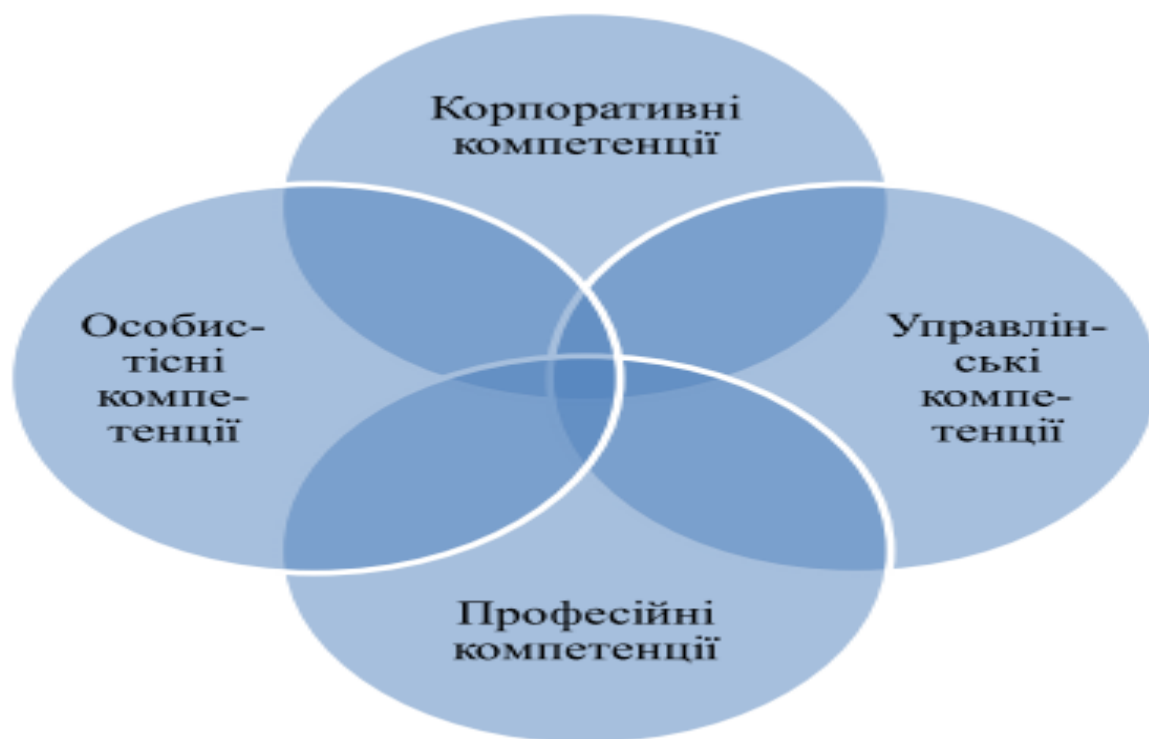 Корпоративні
компетенції
Особис-
тісні
компе-
тенції
Управлін-
ські
компе-
тенції
Професійні
компетенції